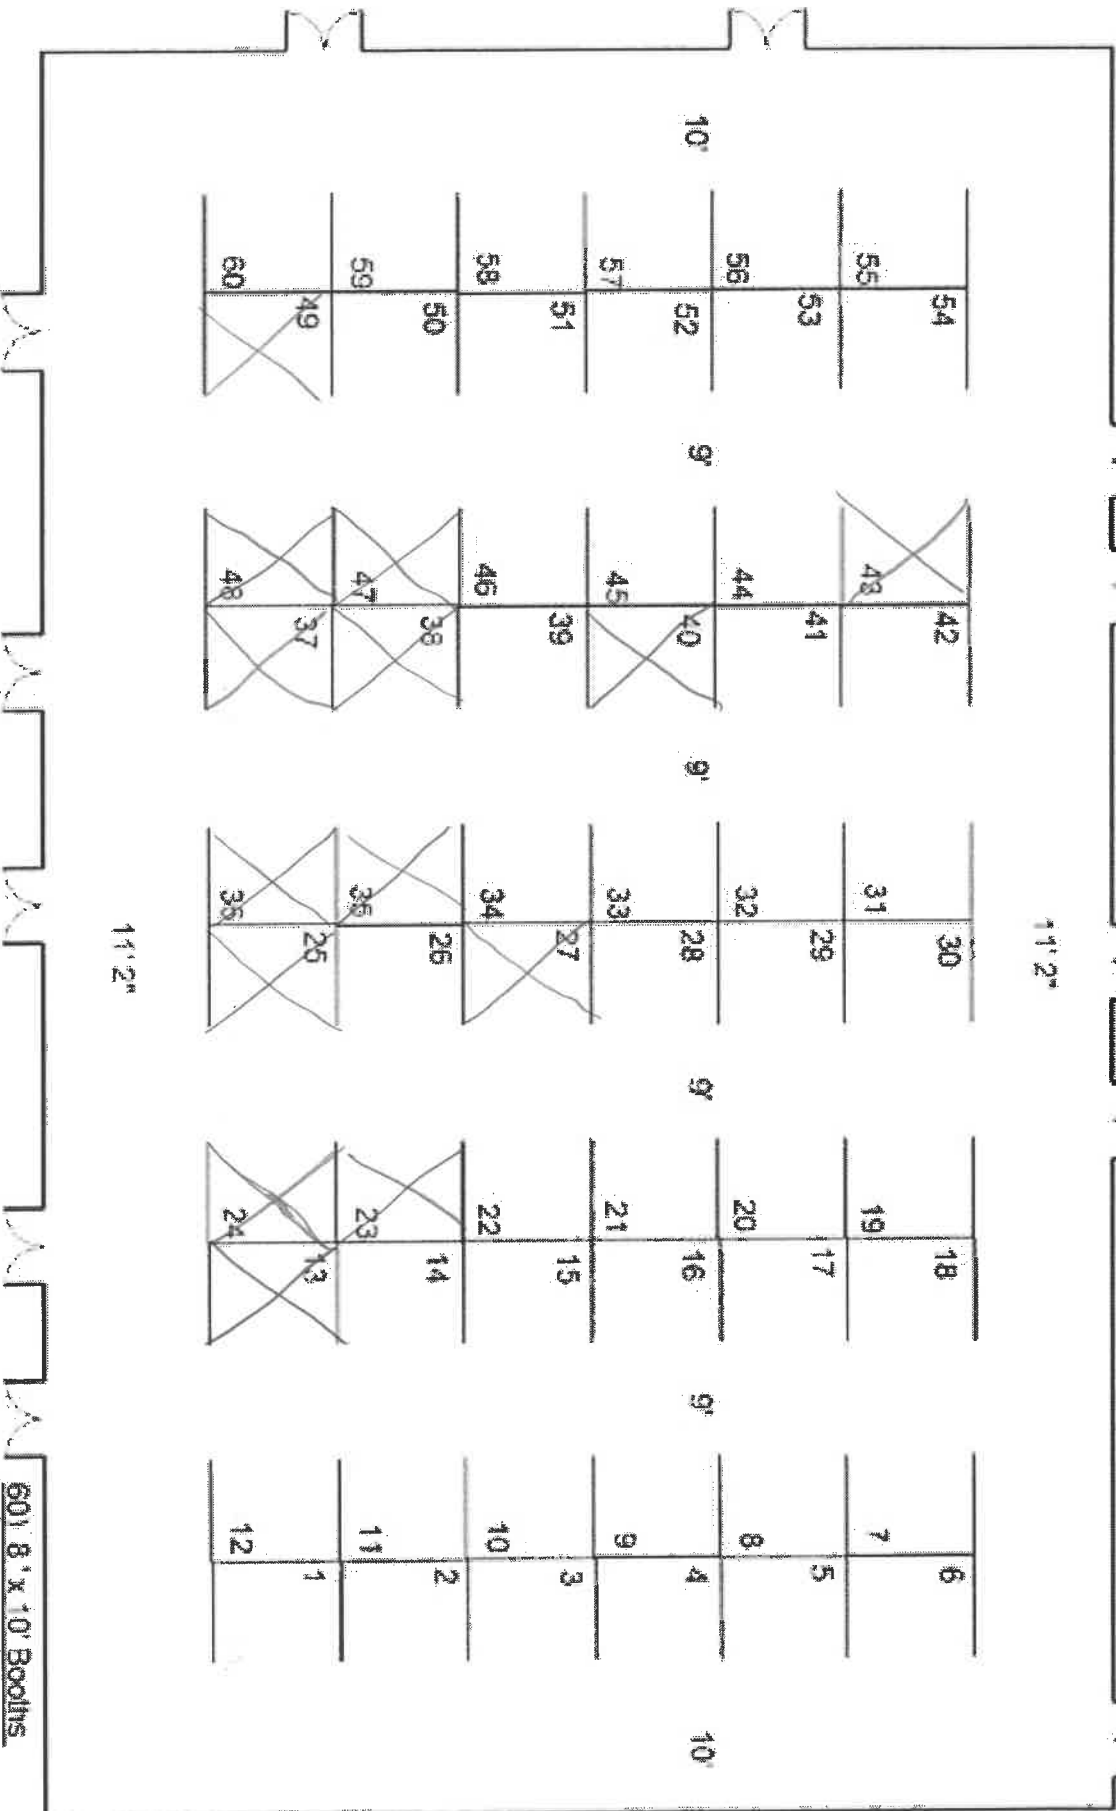 11' 2"
54 42 30 18 6
55 43 31 19 7
53 41 29 17 5
56 44 32 20 8
10' 9' 9' 9' 9' 10'
52 40 28 16 4
57 45 33 21 9
51 39 27 15 3
58 46 34 22 10
50 38 26 14 2
59 47 35 23 11
49 37 25 13 1
60 48 36 24 12
11' 2"
60) 8' x 10' Booths